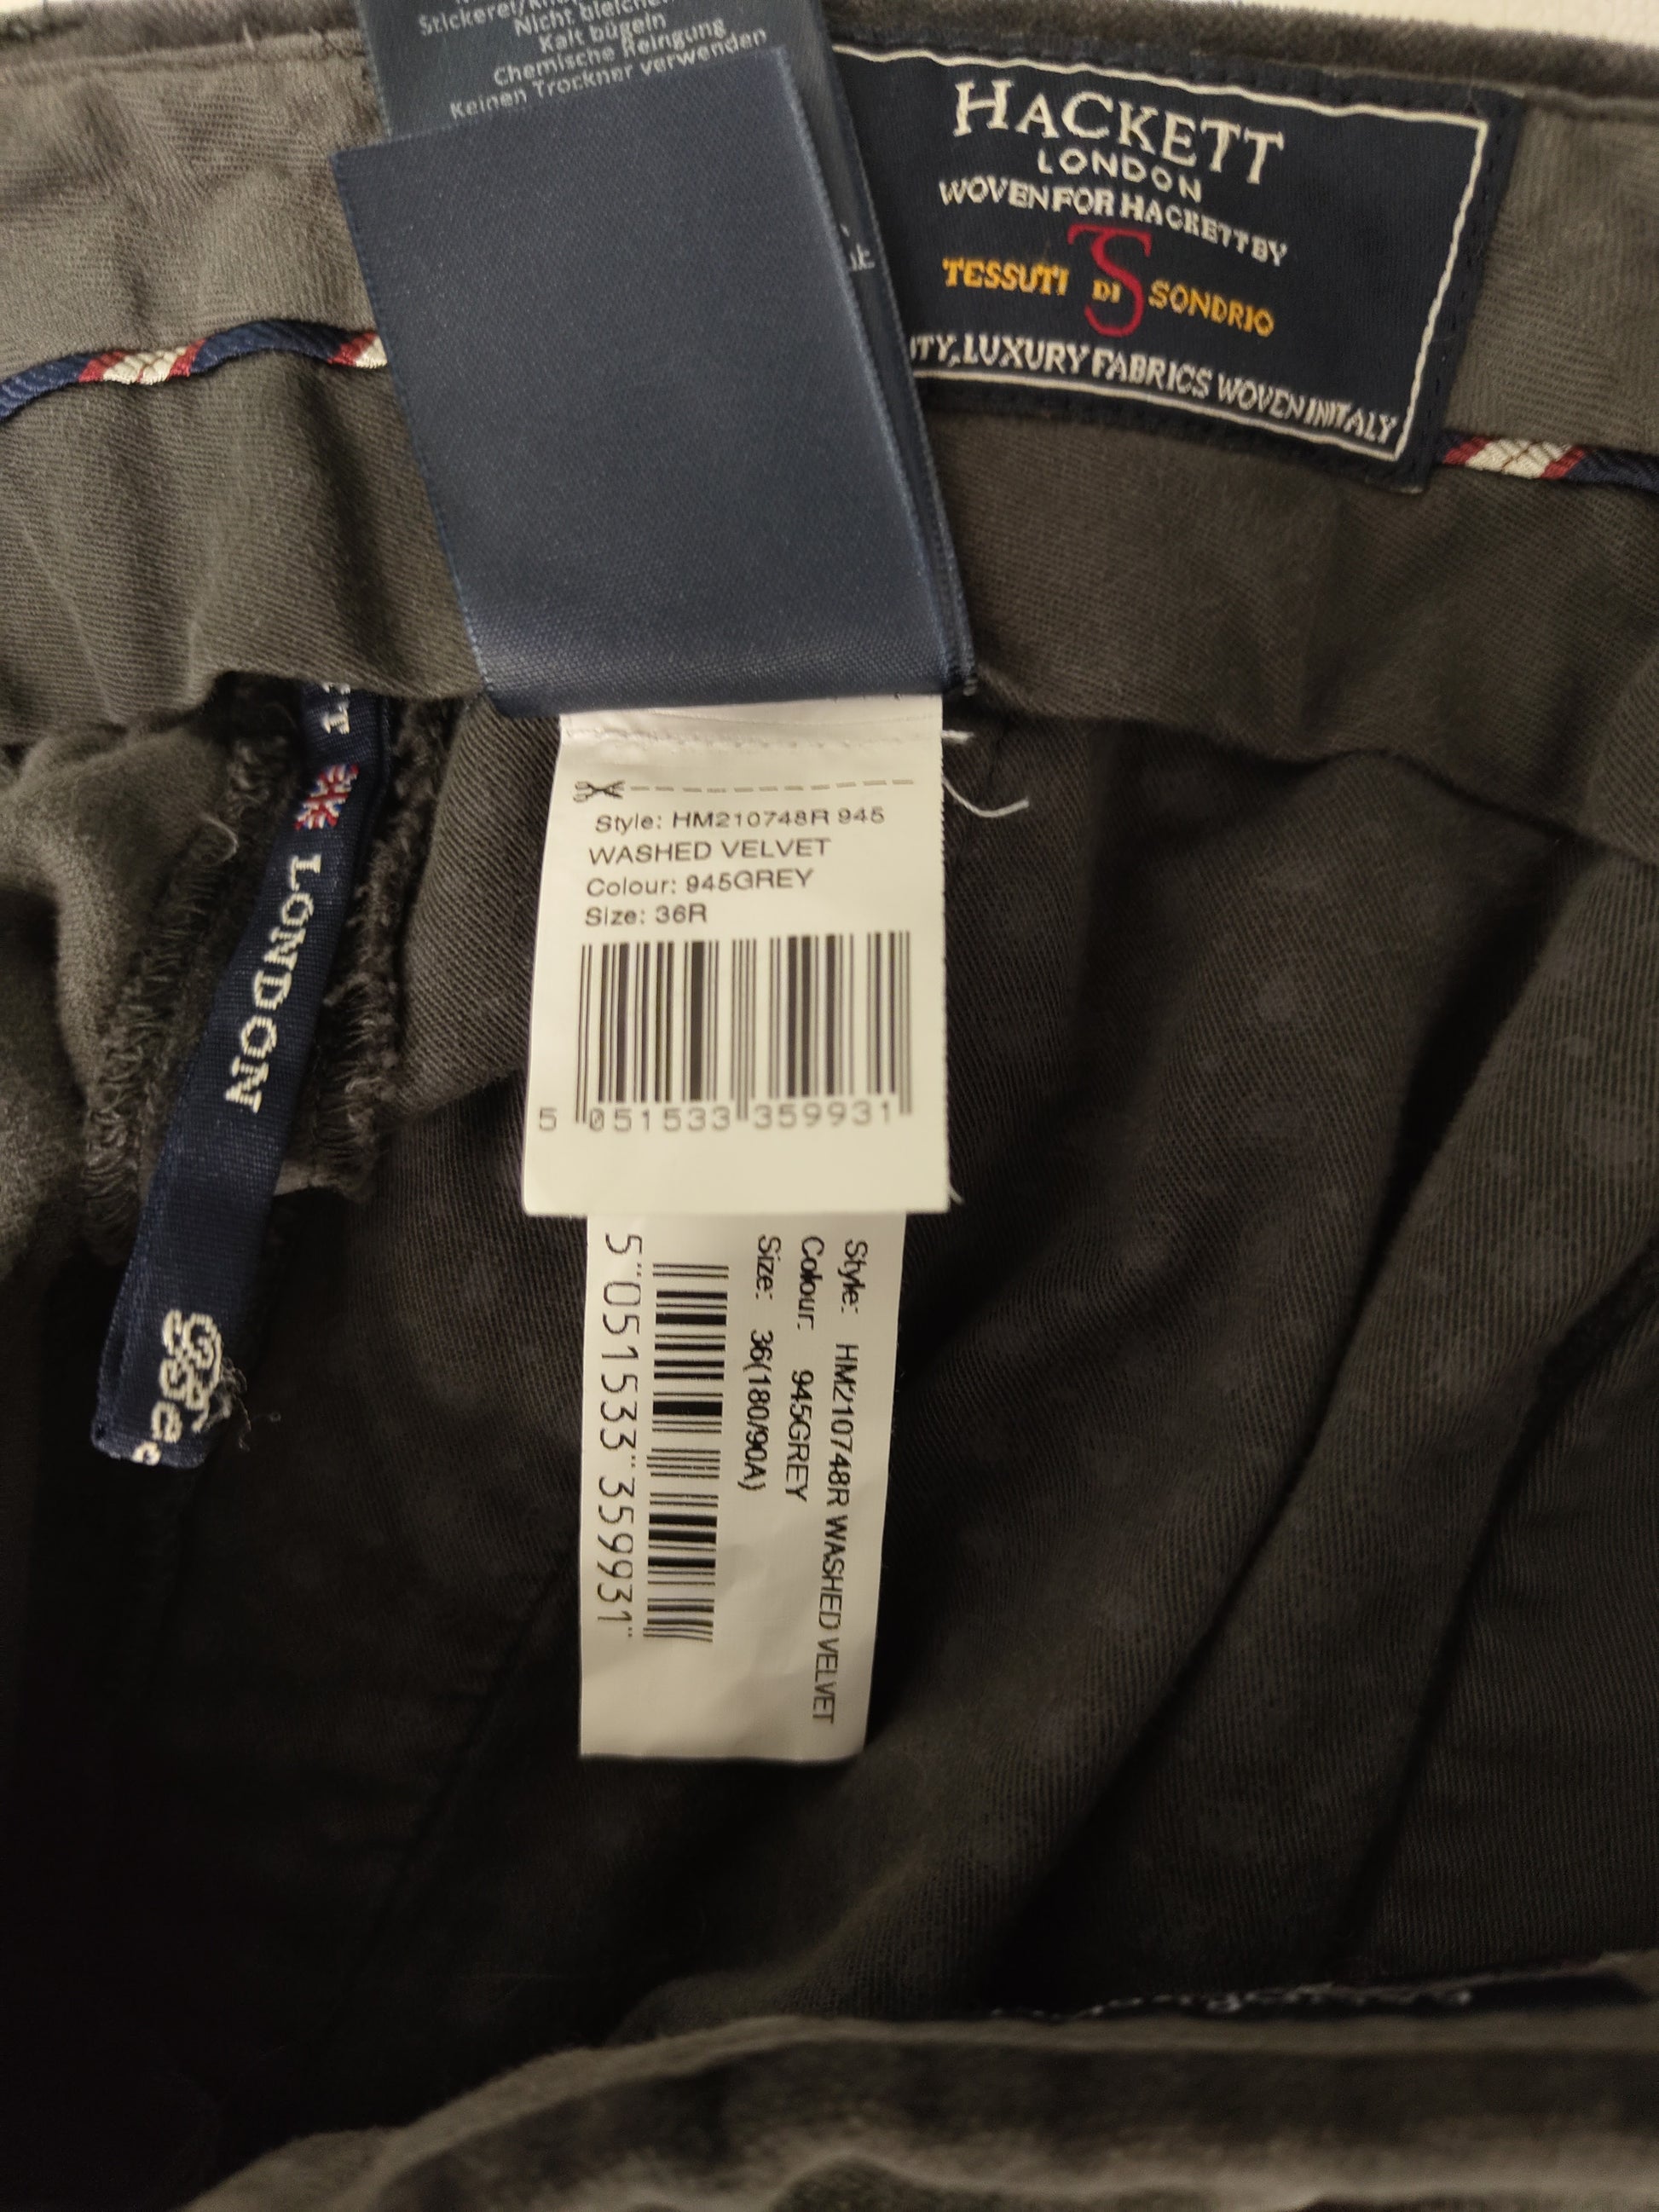 Nicht bleichen
Kalt bügeln
Chemische Reinigung
Keinen Trockner verwenden
HACKETT
LONDON
WOVEN FOR HACKETT BY
TESSUTI DI SONDRIO
TS
LUXURY FABRICS WOVEN IN ITALY
LONDON
Style: HM210748R 945
WASHED VELVET
Colour: 945GREY
Size: 36R
5 051533 359931
Style: HM210748R WASHED VELVET
Colour: 945GREY
Size: 36(180/90A)
5 051533 359931